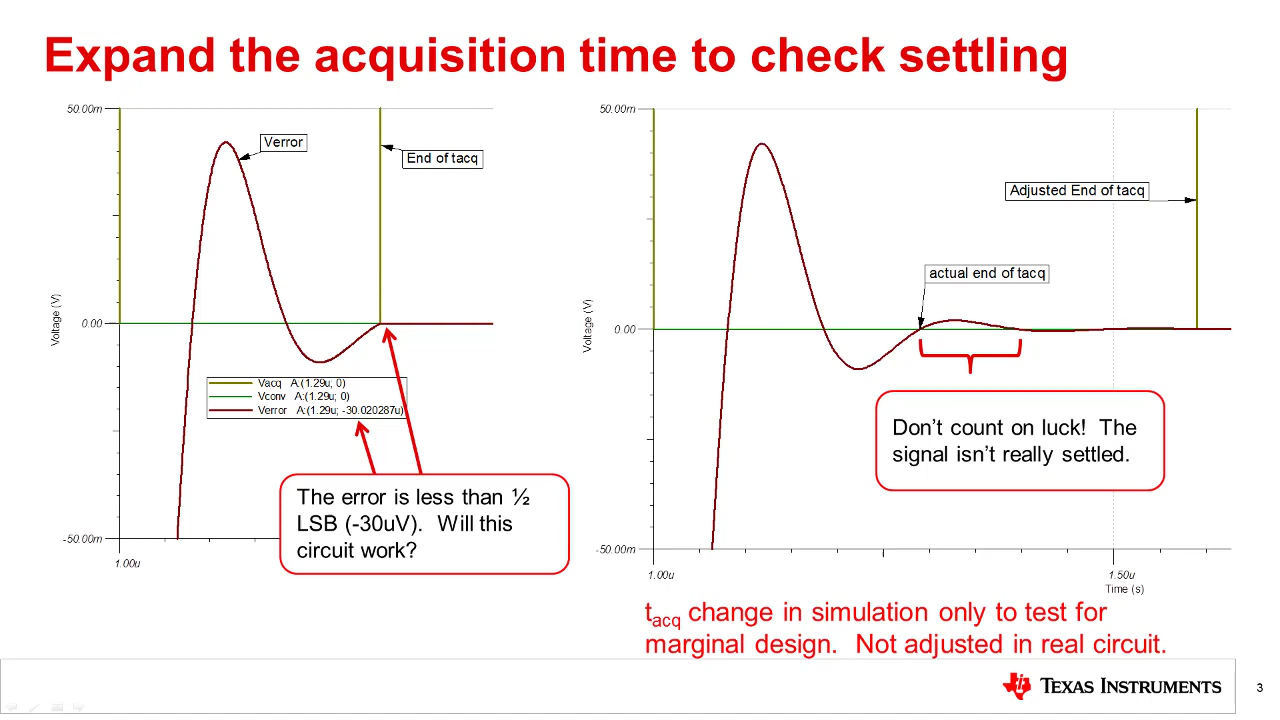 Expand the acquisition time to check settling
50.00m
Verror
End of tacq
Voltage (V)
0.00
Vacq A:(1.29u; 0)
Vconv A:(1.29u; 0)
Verror A:(1.29u; -30.020287u)
-50.00m
1.00u
The error is less than ½
LSB (-30uV). Will this
circuit work?
50.00m
Adjusted End of tacq
actual end of tacq
Voltage (V)
0.00
Don’t count on luck! The
signal isn’t really settled.
-50.00m
1.00u
1.50u
Time (s)
tacq change in simulation only to test for
marginal design. Not adjusted in real circuit.
TEXAS INSTRUMENTS
3